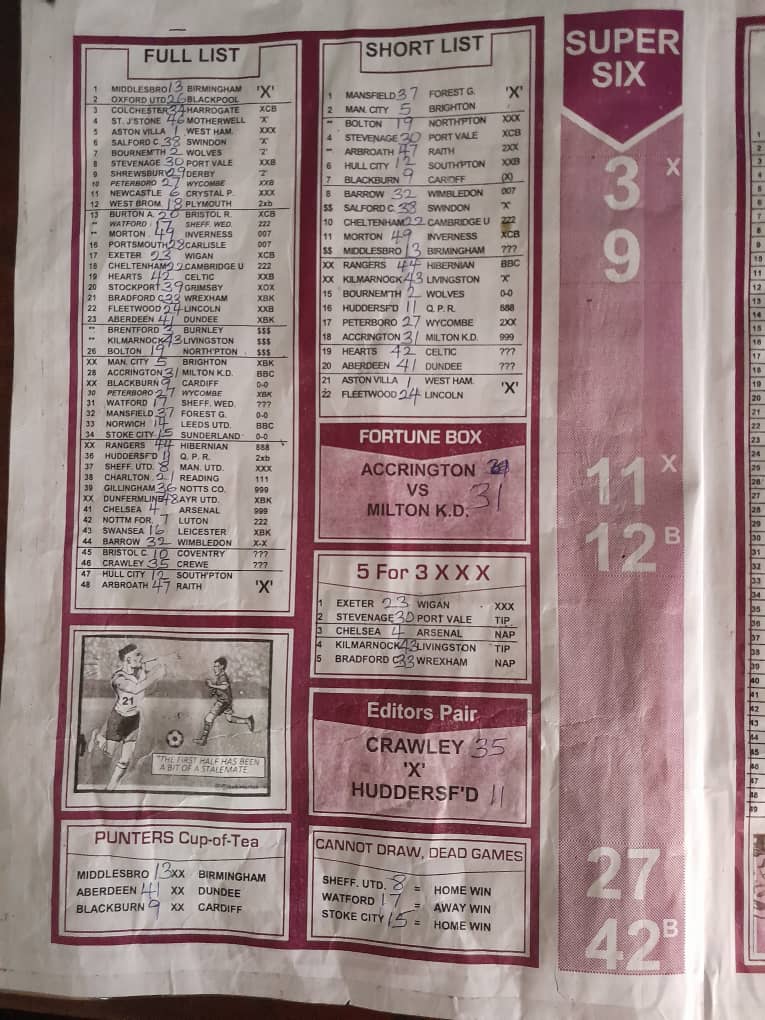 FULL LIST
1 MIDDLESBRO 13 BIRMINGHAM 'X'
2 OXFORD UTD 26 BLACKPOOL
3 COLCHESTER 34 HARROGATE XCB
4 ST. J'STONE 46 MOTHERWELL 'X'
5 ASTON VILLA 1 WEST HAM. XXX
6 SALFORD C. 38 SWINDON 'X'
7 BOURNEM'TH 2 WOLVES '2'
8 STEVENAGE 30 PORT VALE XXB
9 SHREWSBURY 29 DERBY '2'
10 PETERBORO 27 WYCOMBE XXB
11 NEWCASTLE 6 CRYSTAL P. XXX
12 WEST BROM. 18 PLYMOUTH 2xb
13 BURTON A. 20 BRISTOL R. XCB
** WATFORD 17 SHEFF. WED. 222
** MORTON 49 INVERNESS 007
16 PORTSMOUTH 28 CARLISLE 007
17 EXETER 23 WIGAN XCB
18 CHELTENHAM 22 CAMBRIDGE U 222
19 HEARTS 42 CELTIC XXB
20 STOCKPORT 39 GRIMSBY XOX
21 BRADFORD C 33 WREXHAM XBK
22 FLEETWOOD 24 LINCOLN XXB
23 ABERDEEN 41 DUNDEE XBK
** BRENTFORD 3 BURNLEY $$$
** KILMARNOCK 43 LIVINGSTON $$$
26 BOLTON 19 NORTH'PTON $$$
XX MAN. CITY 5 BRIGHTON XBK
28 ACCRINGTON 31 MILTON K.D. BBC
XX BLACKBURN 9 CARDIFF 0-0
30 PETERBORO 27 WYCOMBE XBK
31 WATFORD 17 SHEFF. WED. ???
32 MANSFIELD 37 FOREST G. 0-0
33 NORWICH 14 LEEDS UTD. BBC
34 STOKE CITY 15 SUNDERLAND 0-0
XX RANGERS 44 HIBERNIAN 888
36 HUDDERSF'D 11 Q. P. R. 2xb
37 SHEFF. UTD. 8 MAN. UTD. XXX
38 CHARLTON 21 READING 111
39 GILLINGHAM 36 NOTTS CO. 999
XX DUNFERMLINE 48 AYR UTD. XBK
41 CHELSEA 4 ARSENAL 999
42 NOTTM FOR. 7 LUTON 222
43 SWANSEA 16 LEICESTER XBK
44 BARROW 32 WIMBLEDON X-X
45 BRISTOL C. 10 COVENTRY ???
46 CRAWLEY 35 CREWE ???
47 HULL CITY 12 SOUTH'PTON
48 ARBROATH 47 RAITH 'X'
"THE FIRST HALF HAS BEEN
A BIT OF A STALEMATE
21
PUNTERS Cup-of-Tea
MIDDLESBRO 13 XX BIRMINGHAM
ABERDEEN 41 XX DUNDEE
BLACKBURN 9 XX CARDIFF
SHORT LIST
1 MANSFIELD 37 FOREST G. 'X'
2 MAN. CITY 5 BRIGHTON
** BOLTON 19 NORTH'PTON XXX
4 STEVENAGE 30 PORT VALE XCB
** ARBROATH 47 RAITH 2XX
6 HULL CITY 12 SOUTH'PTON XXB
7 BLACKBURN 9 CARDIFF (X)
8 BARROW 32 WIMBLEDON 007
$$ SALFORD C. 38 SWINDON 'X'
10 CHELTENHAM 22 CAMBRIDGE U 222
11 MORTON 49 INVERNESS XCB
$$ MIDDLESBRO 13 BIRMINGHAM ???
XX RANGERS 44 HIBERNIAN BBC
XX KILMARNOCK 43 LIVINGSTON 'X'
15 BOURNEM'TH 2 WOLVES 0-0
16 HUDDERSF'D 11 Q. P. R. 888
17 PETERBORO 27 WYCOMBE 2XX
18 ACCRINGTON 31 MILTON K.D. 999
19 HEARTS 42 CELTIC ???
20 ABERDEEN 41 DUNDEE ???
21 ASTON VILLA 1 WEST HAM. 'X'
22 FLEETWOOD 24 LINCOLN
FORTUNE BOX
ACCRINGTON
VS 31
MILTON K.D.
5 For 3 X X X
1 EXETER 23 WIGAN XXX
2 STEVENAGE 30 PORT VALE TIP
3 CHELSEA 4 ARSENAL NAP
4 KILMARNOCK 43 LIVINGSTON TIP
5 BRADFORD C 33 WREXHAM NAP
Editors Pair
CRAWLEY 35
'X'
HUDDERSF'D 11
CANNOT DRAW, DEAD GAMES
SHEFF. UTD. 8 = HOME WIN
WATFORD 17 = AWAY WIN
STOKE CITY 15 = HOME WIN
SUPER
SIX
3 X
9
11 X
12 B
27
42 B